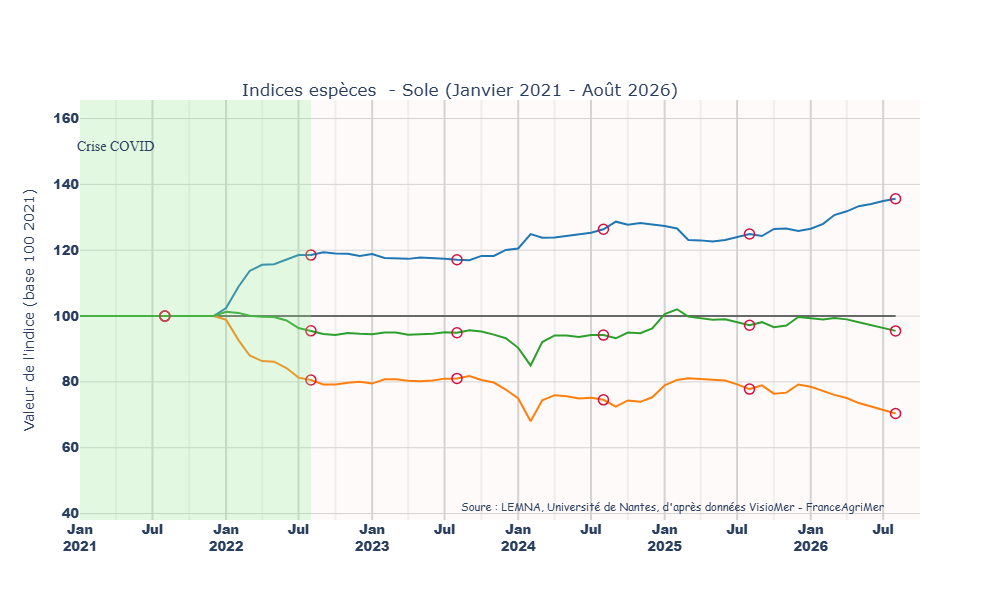 Indices espèces  - Sole (Janvier 2021 - Août 2026)
Valeur de l'indice (base 100 2021)
160
140
120
100
80
60
40
Crise COVID
Soure : LEMNA, Université de Nantes, d'après données VisioMer - FranceAgriMer
Jan Jul Jan Jul Jan Jul Jan Jul Jan Jul Jan Jul
2021 2022 2023 2024 2025 2026